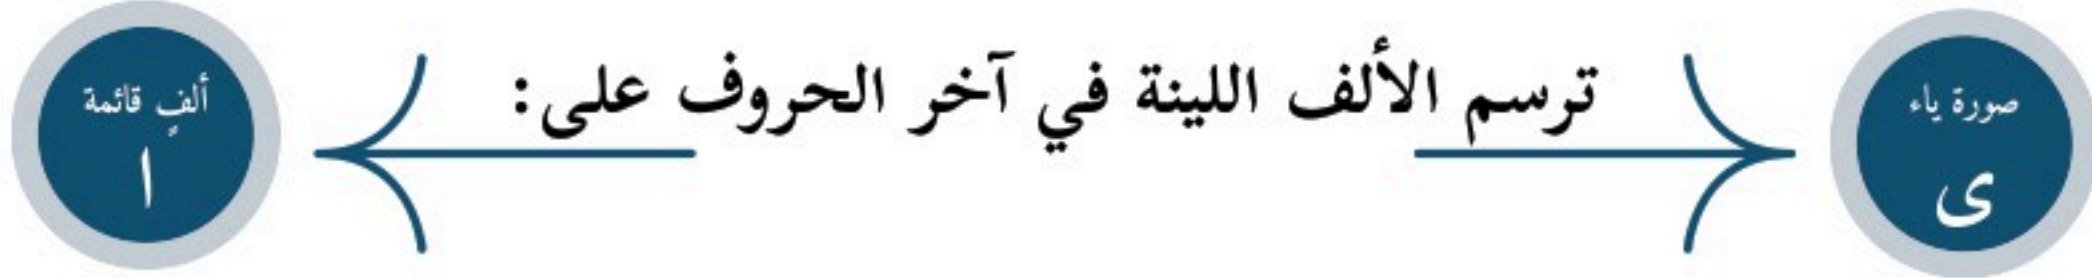 ترسم الألف اللينة في آخر الحروف على:
صورة ياء
ى
ألفٍ قائمة
ا